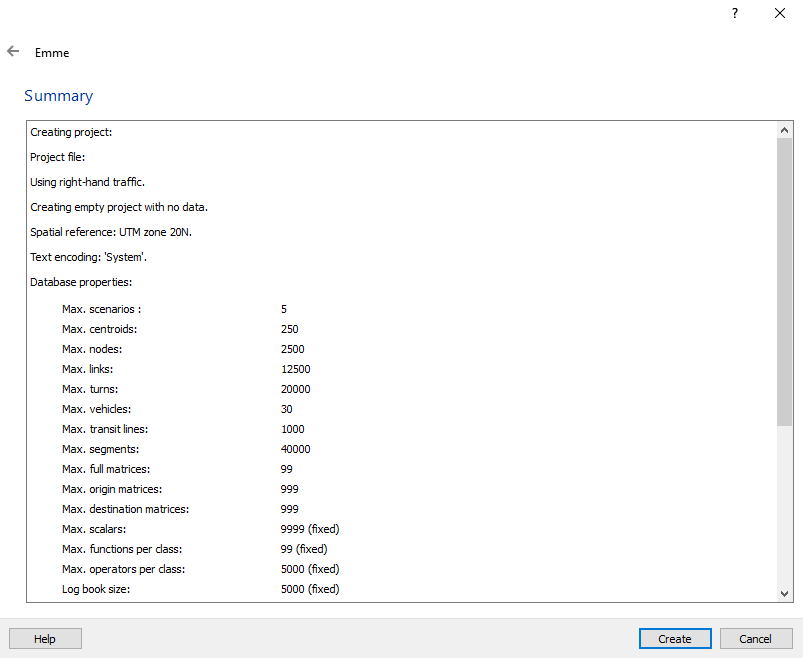 ?
Emme
Summary
Creating project:
Project file:
Using right-hand traffic.
Creating empty project with no data.
Spatial reference: UTM zone 20N.
Text encoding: 'System'.
Database properties:
Max. scenarios : 5
Max. centroids: 250
Max. nodes: 2500
Max. links: 12500
Max. turns: 20000
Max. vehicles: 30
Max. transit lines: 1000
Max. segments: 40000
Max. full matrices: 99
Max. origin matrices: 999
Max. destination matrices: 999
Max. scalars: 9999 (fixed)
Max. functions per class: 99 (fixed)
Max. operators per class: 5000 (fixed)
Log book size: 5000 (fixed)
Help Create Cancel